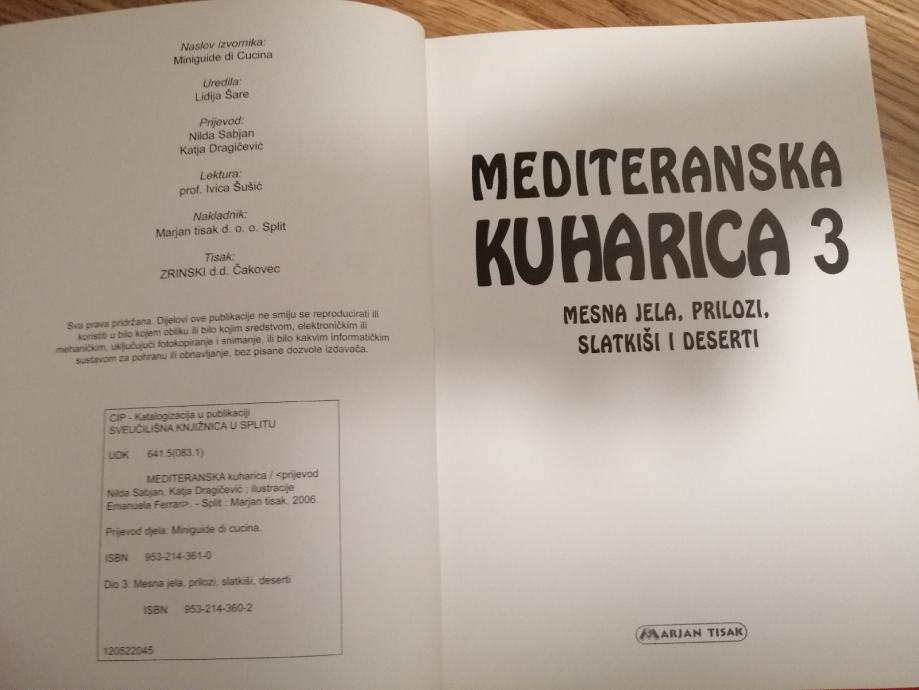 Naslov izvornika:
Miniguide di Cucina
Uredila:
Lidija Šare
Prijevod:
Nilda Sabjan
Katja Dragičević
Lektura:
prof. Ivica Šušić
Nakladnik:
Marjan tisak d. o. o. Split
Tisak:
ZRINSKI d.d. Čakovec
Sva prava pridržana. Dijelovi ove publikacije ne smiju se reproducirati ili
koristiti u bilo kojem obliku ili bilo kojim sredstvom, elektroničkim ili
mehaničkim, uključujući fotokopiranje i snimanje, ili bilo kakvim informatičkim
sustavom za pohranu ili obnavljanje, bez pisane dozvole izdavača.
CIP - Katalogizacija u publikaciji
SVEUČILIŠNA KNJIŽNICA U SPLITU
UDK 641.5(083.1)
MEDITERANSKA kuharica / <prijevod
Nilda Sabjan, Katja Dragičević ; ilustracije
Emanuela Ferrari>. - Split : Marjan tisak, 2006.
Prijevod djela: Miniguide di cucina.
ISBN 953-214-361-0
Dio 3: Mesna jela, prilozi, slatkiši, deserti
ISBN 953-214-360-2
120522045
MEDITERANSKA
KUHARICA 3
MESNA JELA, PRILOZI,
SLATKIŠI I DESERTI
MARJAN TISAK